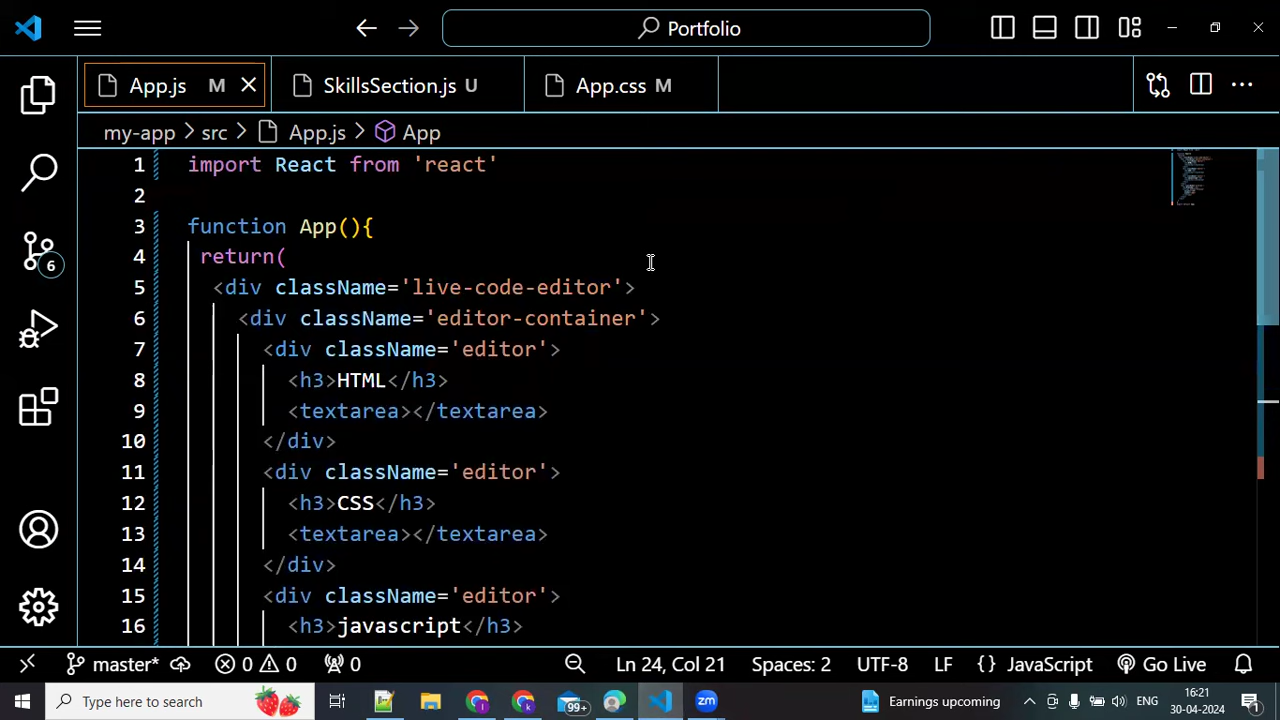 Portfolio
App.js M
SkillsSection.js U
App.css M
my-app > src > App.js > App
1 import React from 'react'
2
3 function App(){
4 return(
5 <div className='live-code-editor'>
6 <div className='editor-container'>
7 <div className='editor'>
8 <h3>HTML</h3>
9 <textarea></textarea>
10 </div>
11 <div className='editor'>
12 <h3>CSS</h3>
13 <textarea></textarea>
14 </div>
15 <div className='editor'>
16 <h3>javascript</h3>
6
master* 0 0 0 Ln 24, Col 21 Spaces: 2 UTF-8 LF {} JavaScript Go Live
Type here to search 99+ Earnings upcoming ENG 16:21
30-04-2024 1